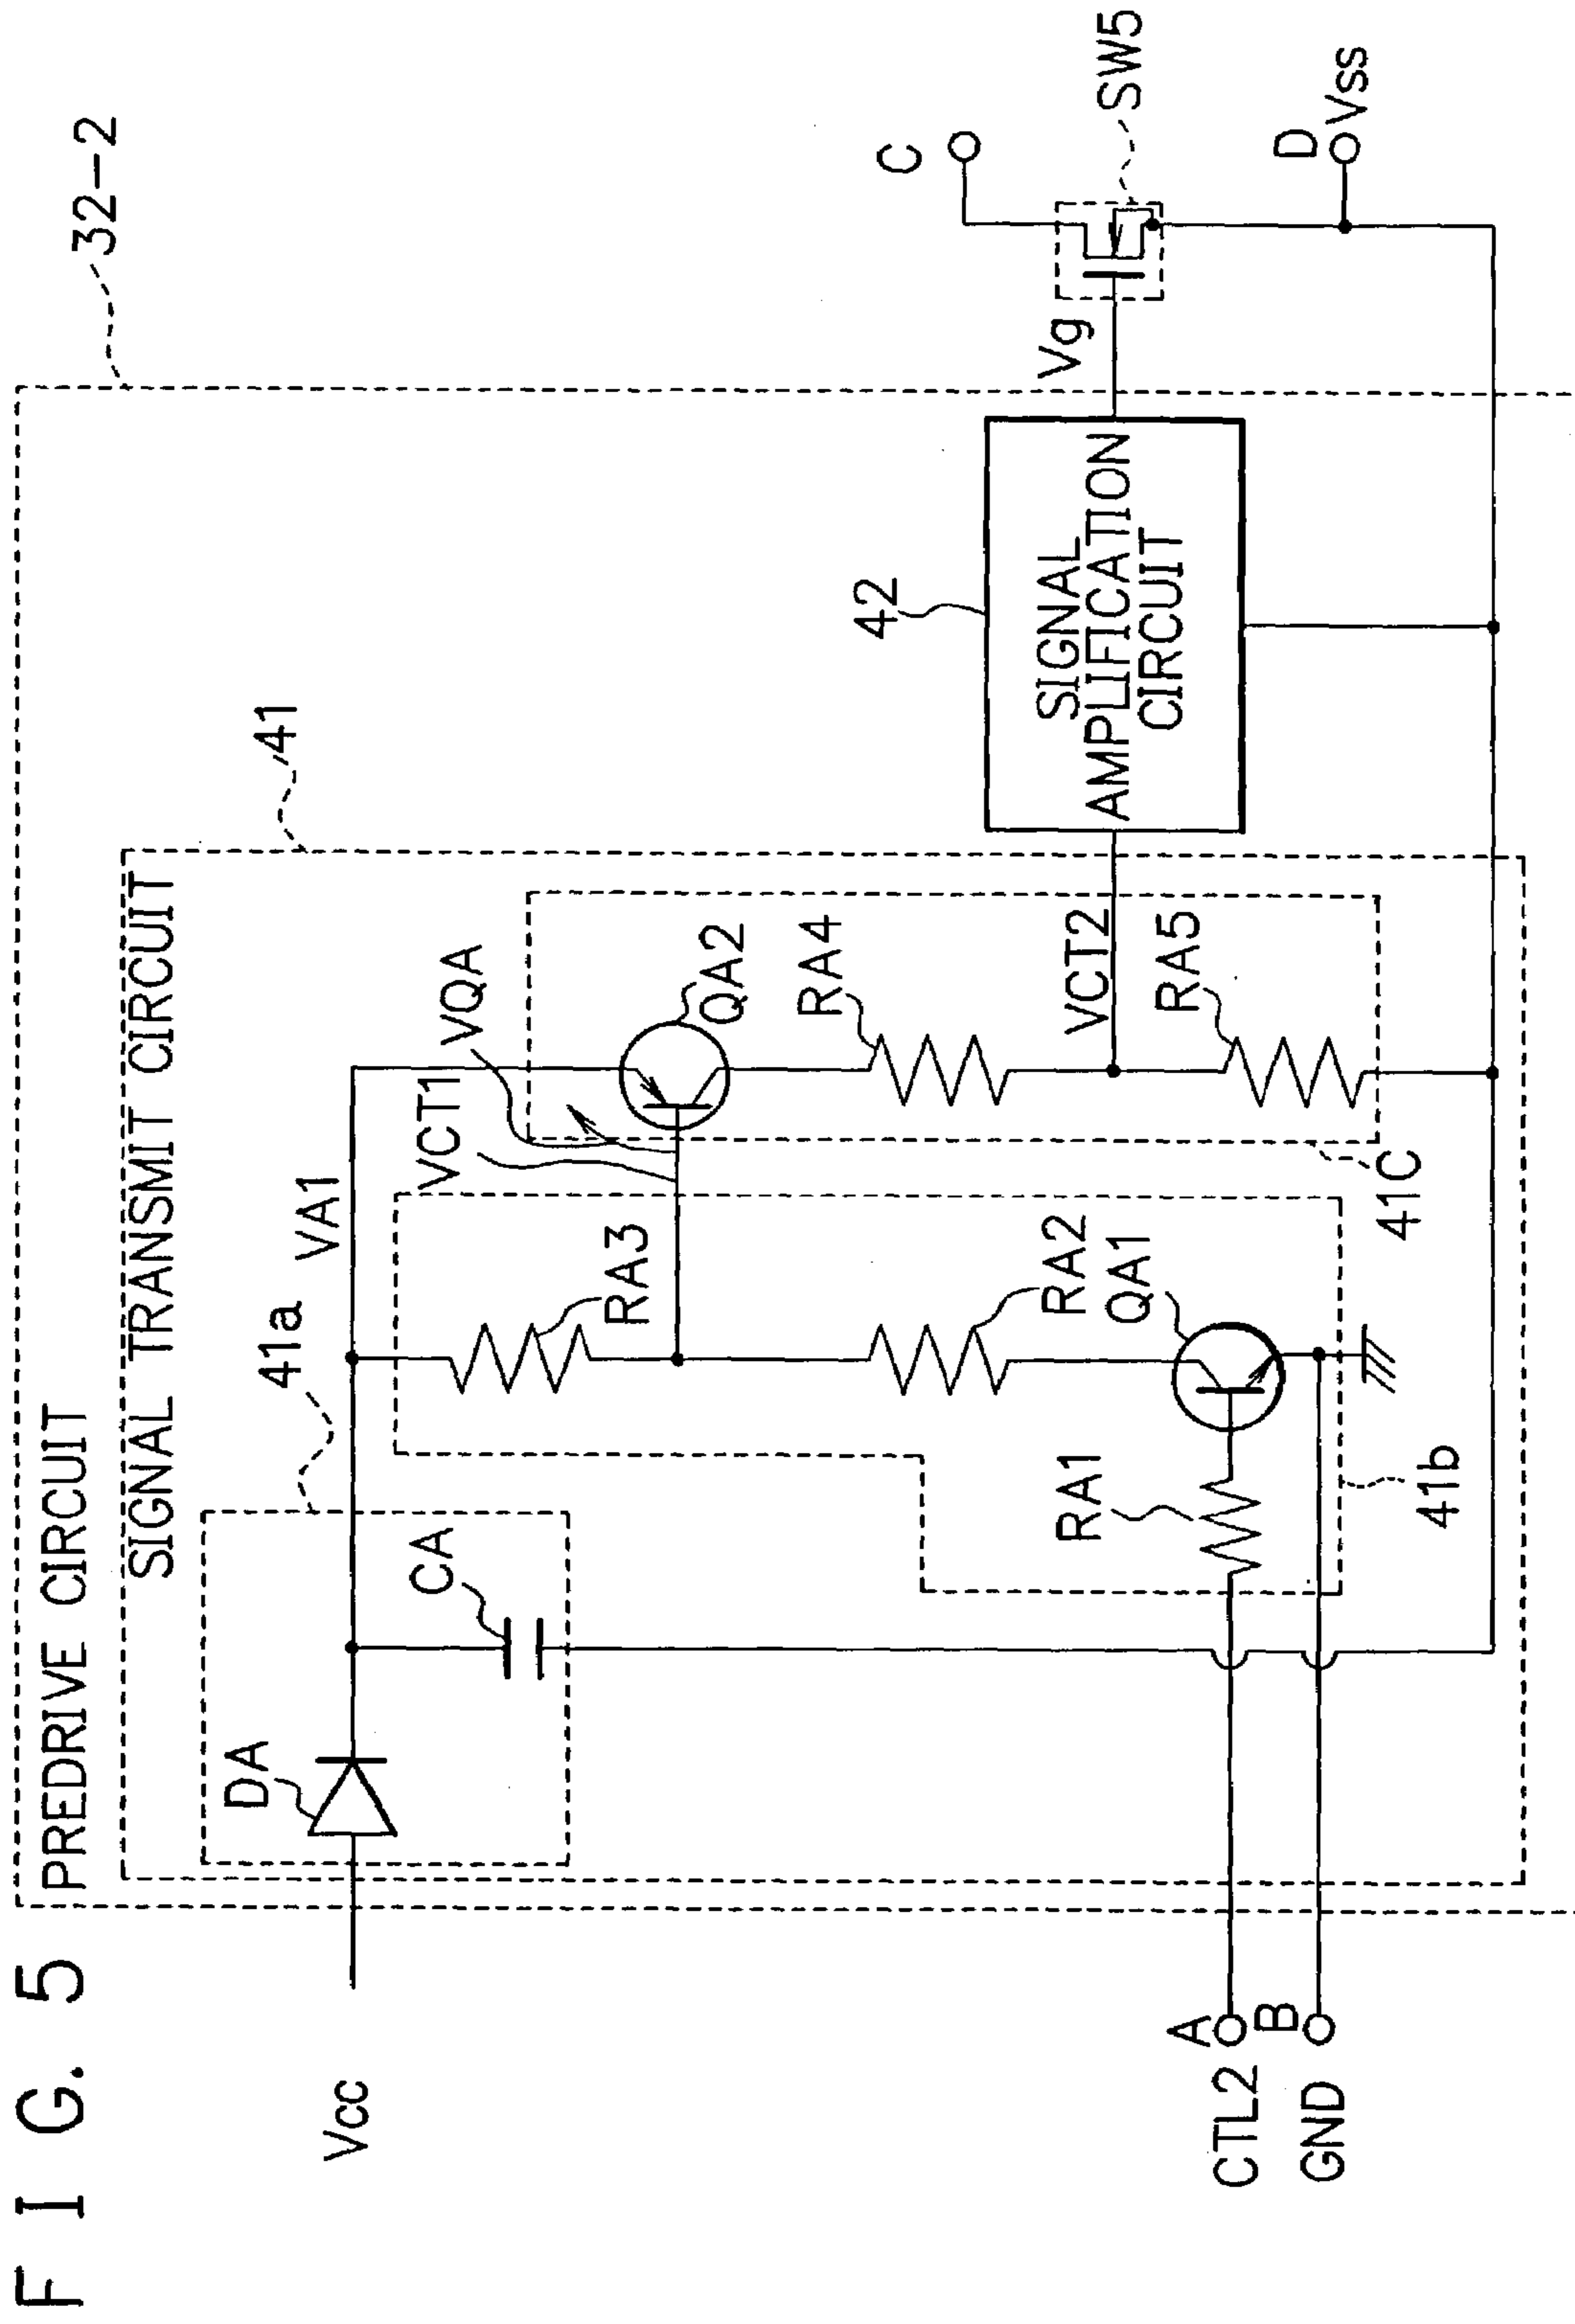 FIG. 5
PREDRIVE CIRCUIT
32-2
SIGNAL TRANSMIT CIRCUIT
41
41a
DA
CA
Vcc
VA1
VCT1
VQA
RA3
QA2
RA4
VCT2
RA5
RA2
QA1
RA1
41b
41C
42
SIGNAL
AMPLIFICATION
CIRCUIT
Vg
C
SW5
D
Vss
A
CTL2
B
GND